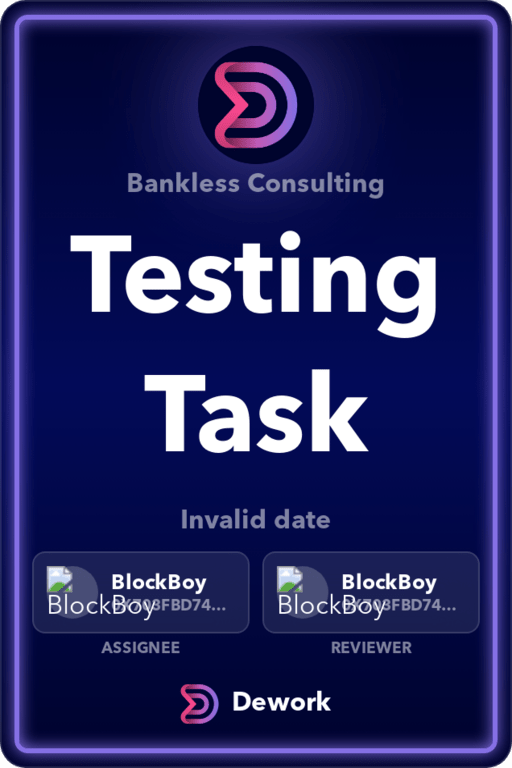 Bankless Consulting
Testing
Task
Invalid date
BlockBoy
BlockBoy
BlockBoy
BlockBoy
ASSIGNEE
REVIEWER
Dework